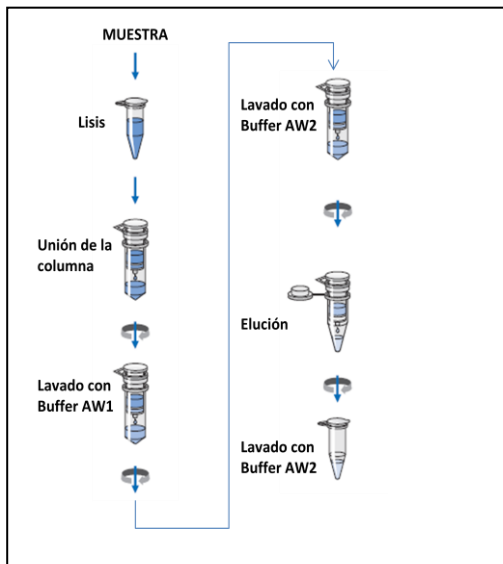 MUESTRA
Lisis
Unión de la
columna
Lavado con
Buffer AW1
Lavado con
Buffer AW2
Elución
Lavado con
Buffer AW2